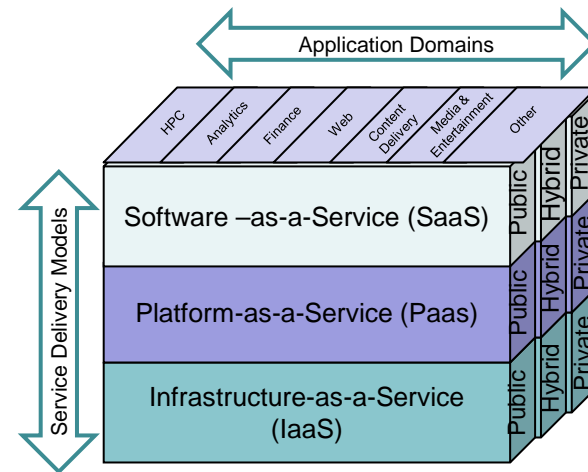 Application Domains
HPC
Analytics
Finance
Web
Content
Delivery
Media &
Entertainment
Other
Service Delivery Models
Software –as-a-Service (SaaS)
Public
Hybrid
Private
Platform-as-a-Service (Paas)
Public
Hybrid
Private
Infrastructure-as-a-Service
(IaaS)
Public
Hybrid
Private